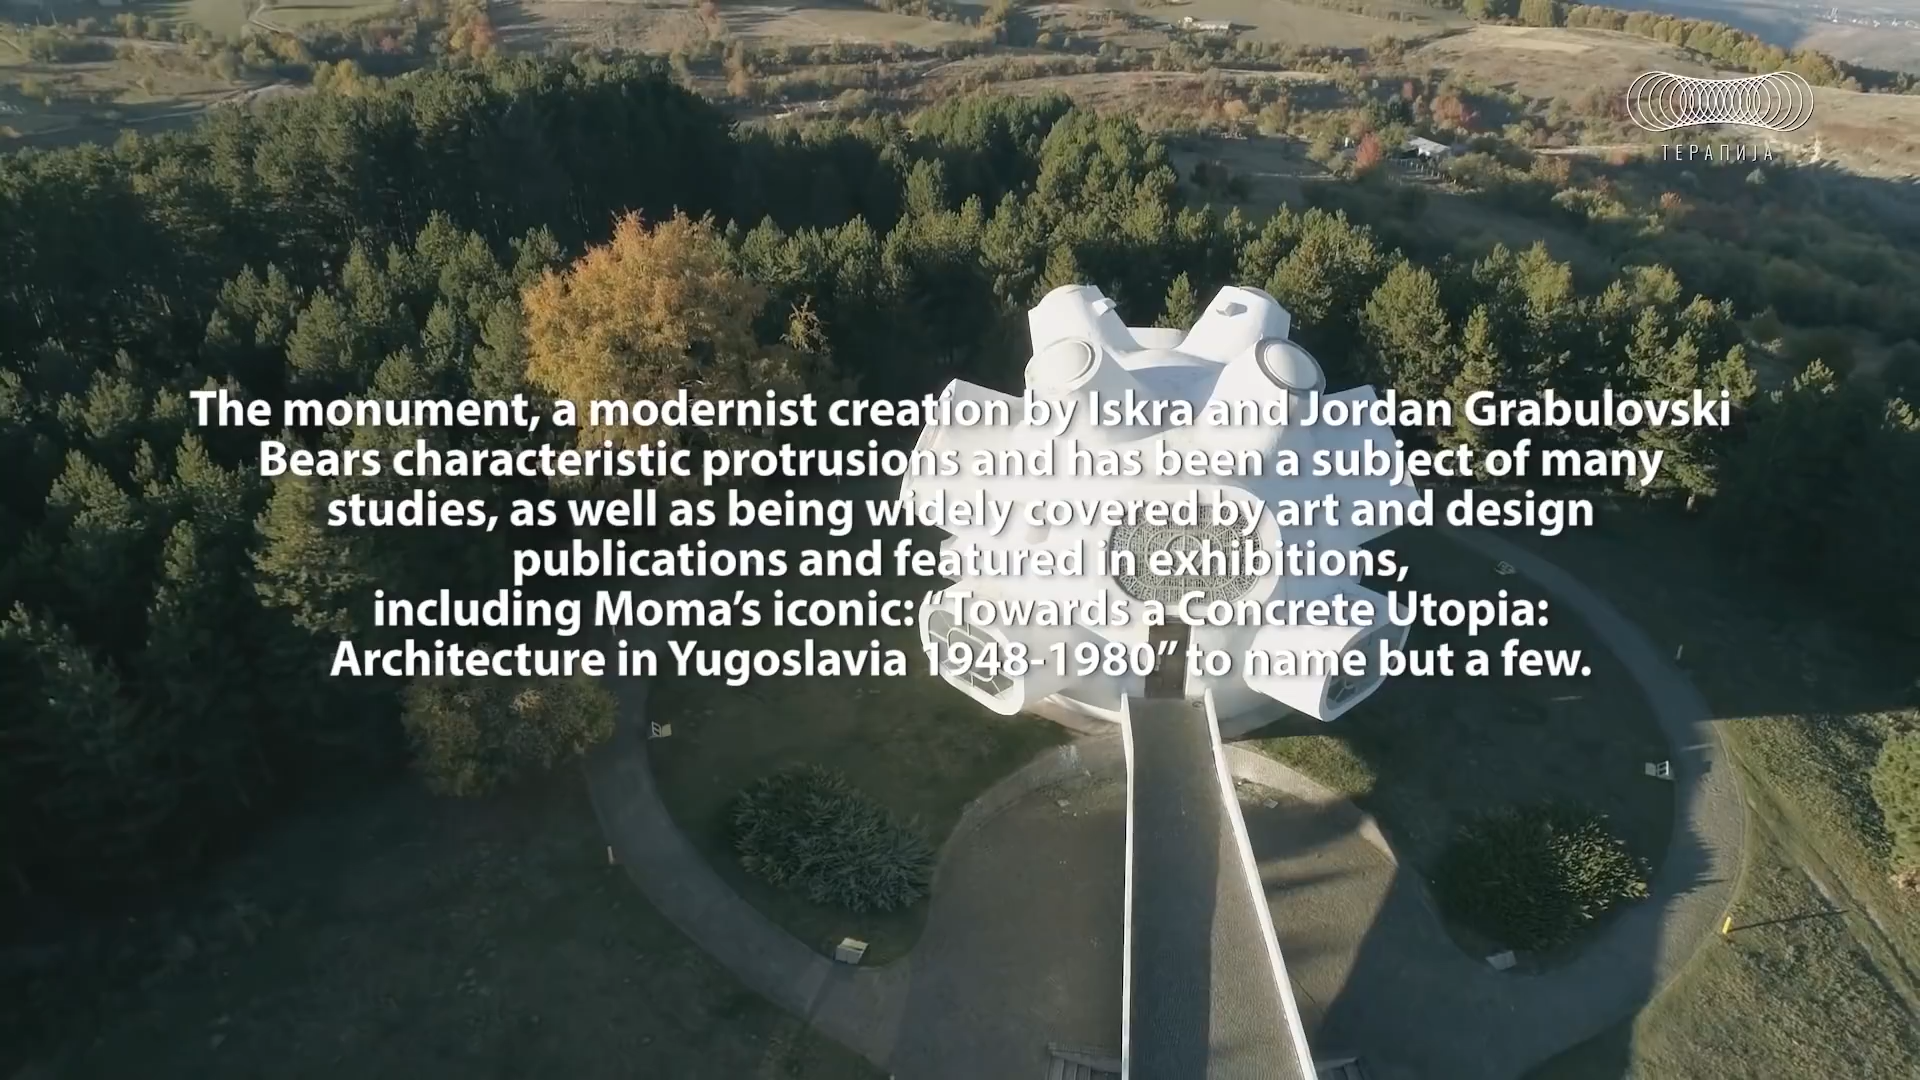 ТЕРАПИЈА
The monument, a modernist creation by Iskra and Jordan Grabulovski
Bears characteristic protrusions and has been a subject of many
studies, as well as being widely covered by art and design
publications and featured in exhibitions,
including Moma’s iconic: “Towards a Concrete Utopia:
Architecture in Yugoslavia 1948-1980” to name but a few.